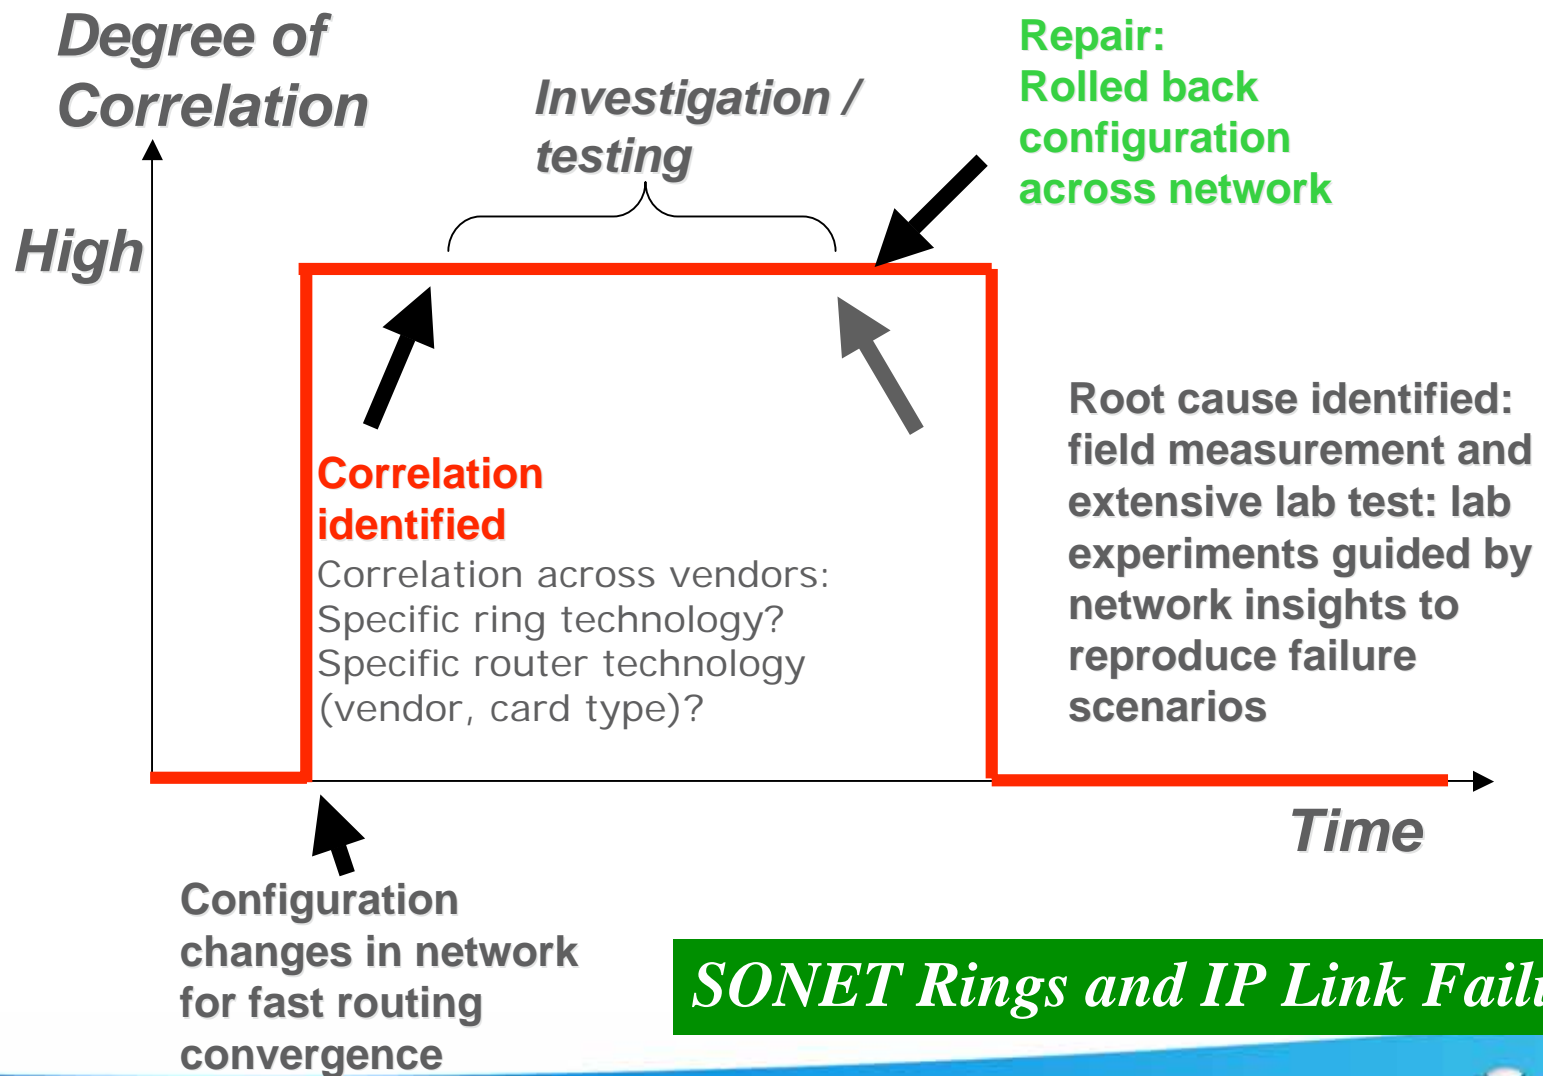 Degree of
Correlation
High
Investigation /
testing
Repair:
Rolled back
configuration
across network
Correlation
identified
Correlation across vendors:
Specific ring technology?
Specific router technology
(vendor, card type)?
Root cause identified:
field measurement and
extensive lab test: lab
experiments guided by
network insights to
reproduce failure
scenarios
Time
Configuration
changes in network
for fast routing
convergence
SONET Rings and IP Link